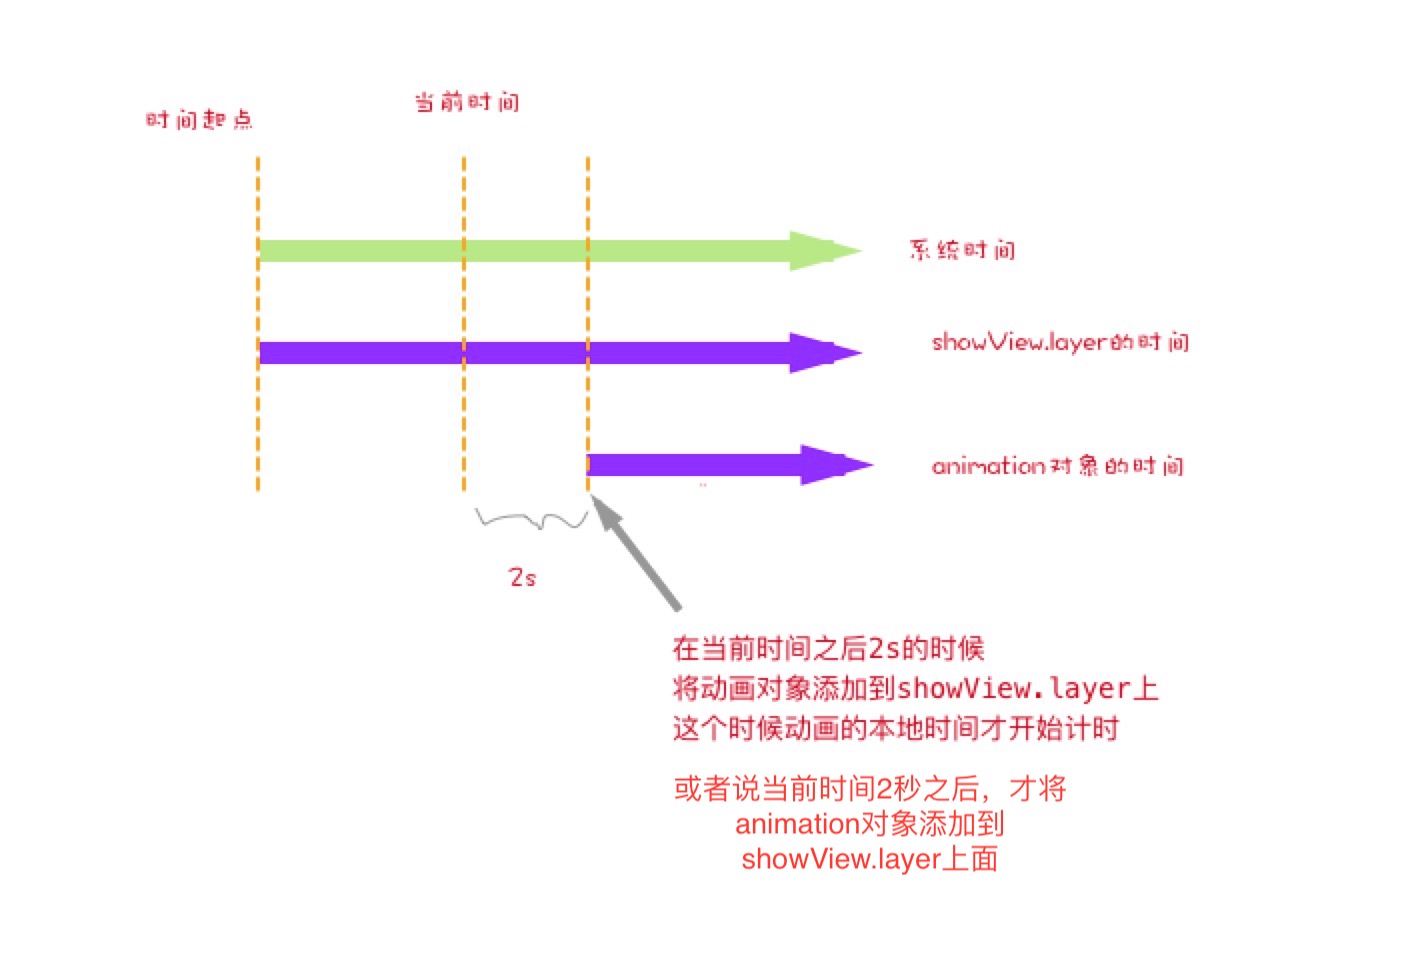 当前时间
时间起点
系统时间
showView.layer的时间
animation对象的时间
2s
在当前时间之后2s的时候
将动画对象添加到showView.layer上
这个时候动画的本地时间才开始计时
或者说当前时间2秒之后，才将
animation对象添加到
showView.layer上面